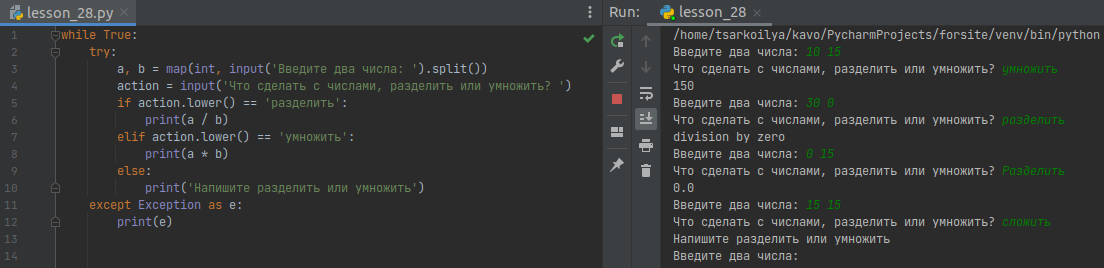 lesson_28.py
1 while True:
2 try:
3 a, b = map(int, input('Введите два числа: ').split())
4 action = input('Что сделать с числами, разделить или умножить? ')
5 if action.lower() == 'разделить':
6 print(a / b)
7 elif action.lower() == 'умножить':
8 print(a * b)
9 else:
10 print('Напишите разделить или умножить')
11 except Exception as e:
12 print(e)
13
14
Run: lesson_28
/home/tsarkoilya/kavo/PycharmProjects/forsite/venv/bin/python
Введите два числа: 10 15
Что сделать с числами, разделить или умножить? умножить
150
Введите два числа: 30 0
Что сделать с числами, разделить или умножить? разделить
division by zero
Введите два числа: 0 15
Что сделать с числами, разделить или умножить? Разделить
0.0
Введите два числа: 15 15
Что сделать с числами, разделить или умножить? сложить
Напишите разделить или умножить
Введите два числа: